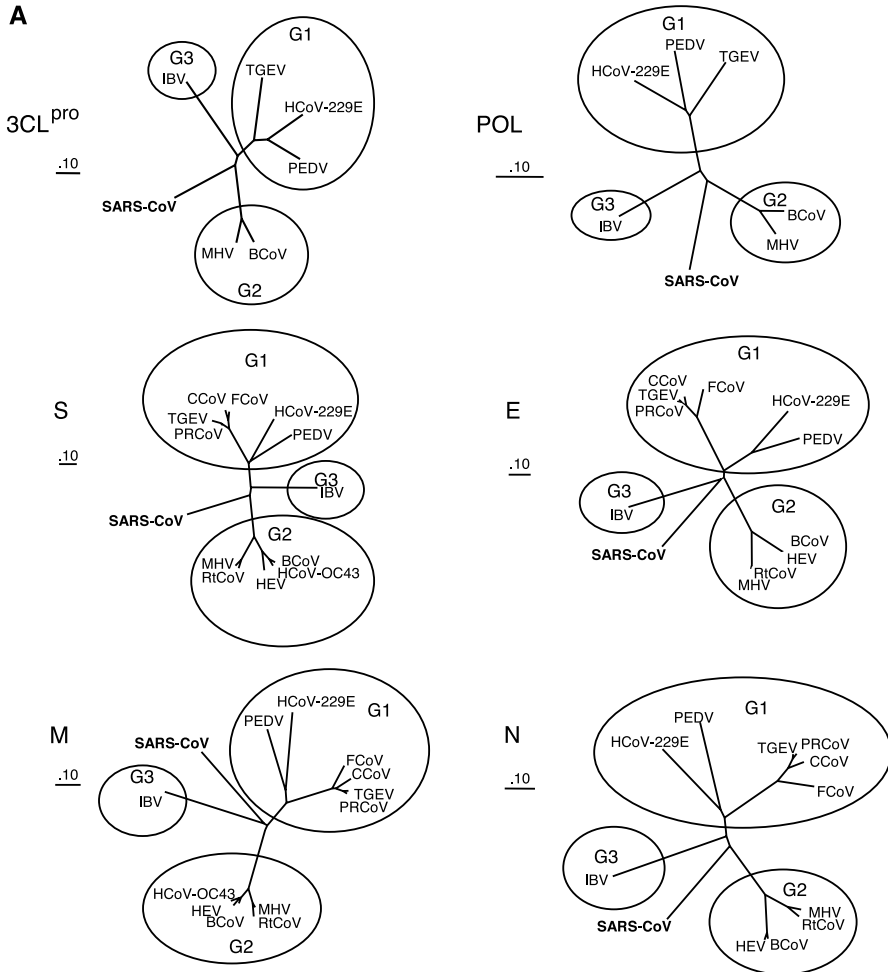 A
3CLpro
.10
G3
IBV
G1
TGEV
HCoV-229E
PEDV
SARS-CoV
MHV
BCoV
G2
POL
.10
G1
PEDV
TGEV
HCoV-229E
G3
IBV
G2
BCoV
MHV
SARS-CoV
S
.10
G1
CCoV
FCoV
TGEV
PRCoV
HCoV-229E
PEDV
G3
IBV
SARS-CoV
G2
MHV
RtCoV
BCoV
HCoV-OC43
HEV
E
.10
G1
CCoV
TGEV
PRCoV
FCoV
HCoV-229E
PEDV
G3
IBV
SARS-CoV
G2
BCoV
HEV
RtCoV
MHV
M
.10
HCoV-229E
G1
PEDV
SARS-CoV
FCoV
CCoV
TGEV
PRCoV
G3
IBV
HCoV-OC43
HEV
BCoV
MHV
RtCoV
G2
N
.10
G1
PEDV
HCoV-229E
TGEV
PRCoV
CCoV
FCoV
G3
IBV
SARS-CoV
G2
MHV
RtCoV
HEV
BCoV